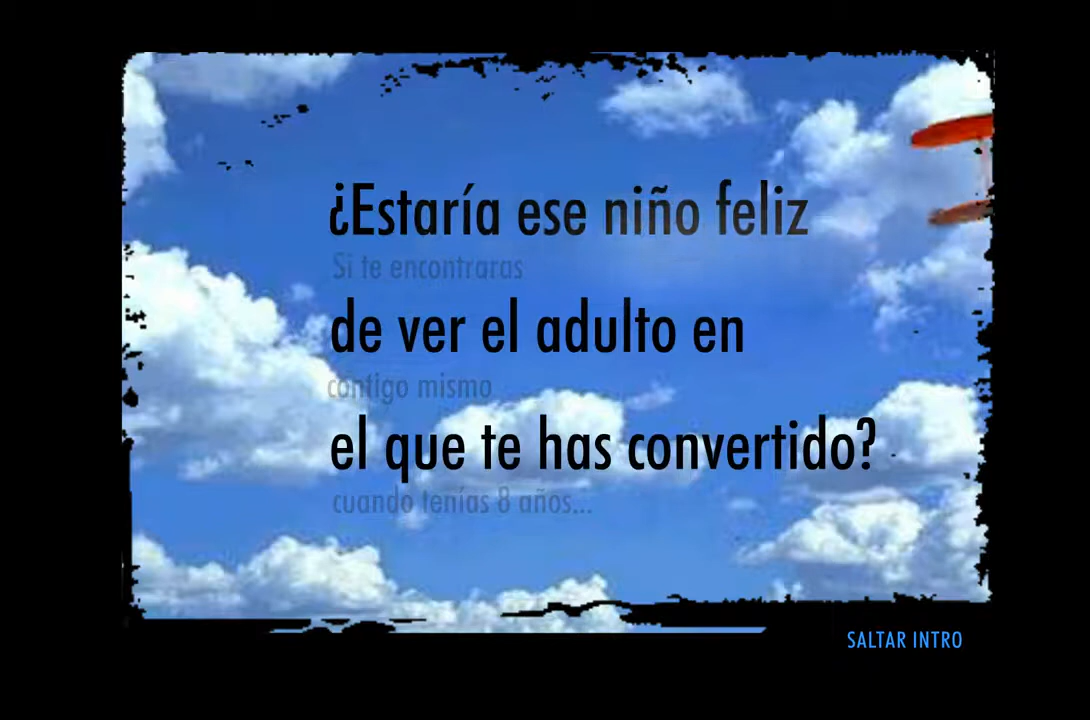 ¿Estaría ese niño feliz
Si te encontraras
de ver el adulto en
contigo mismo
el que te has convertido?
cuando tenías 8 años...
SALTAR INTRO